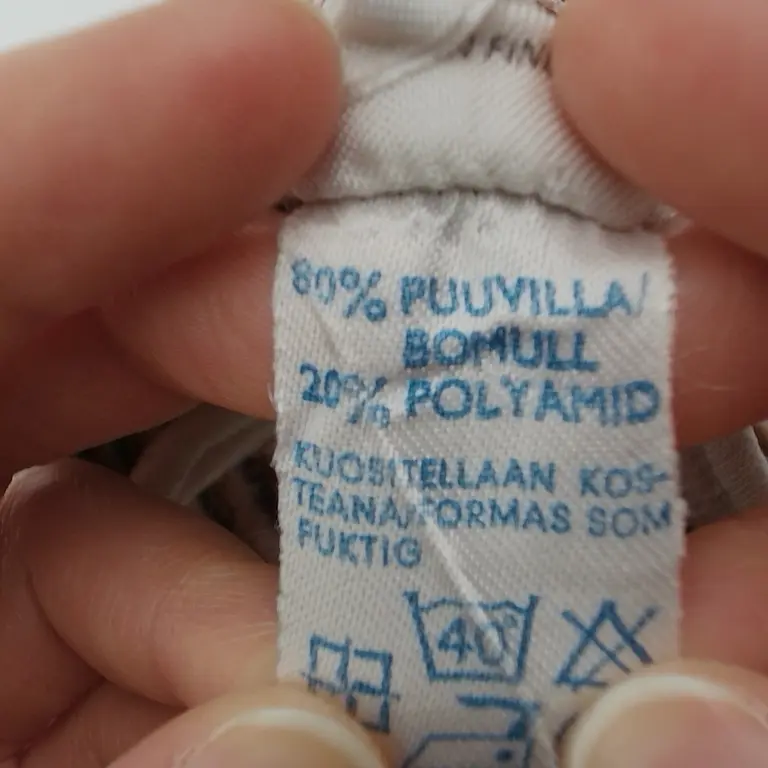 80% PUUVILLA/
BOMULL
20% POLYAMID
KUOSITELLAAN KOS-
TEANA/FORMAS SOM
FUKTIG
40°